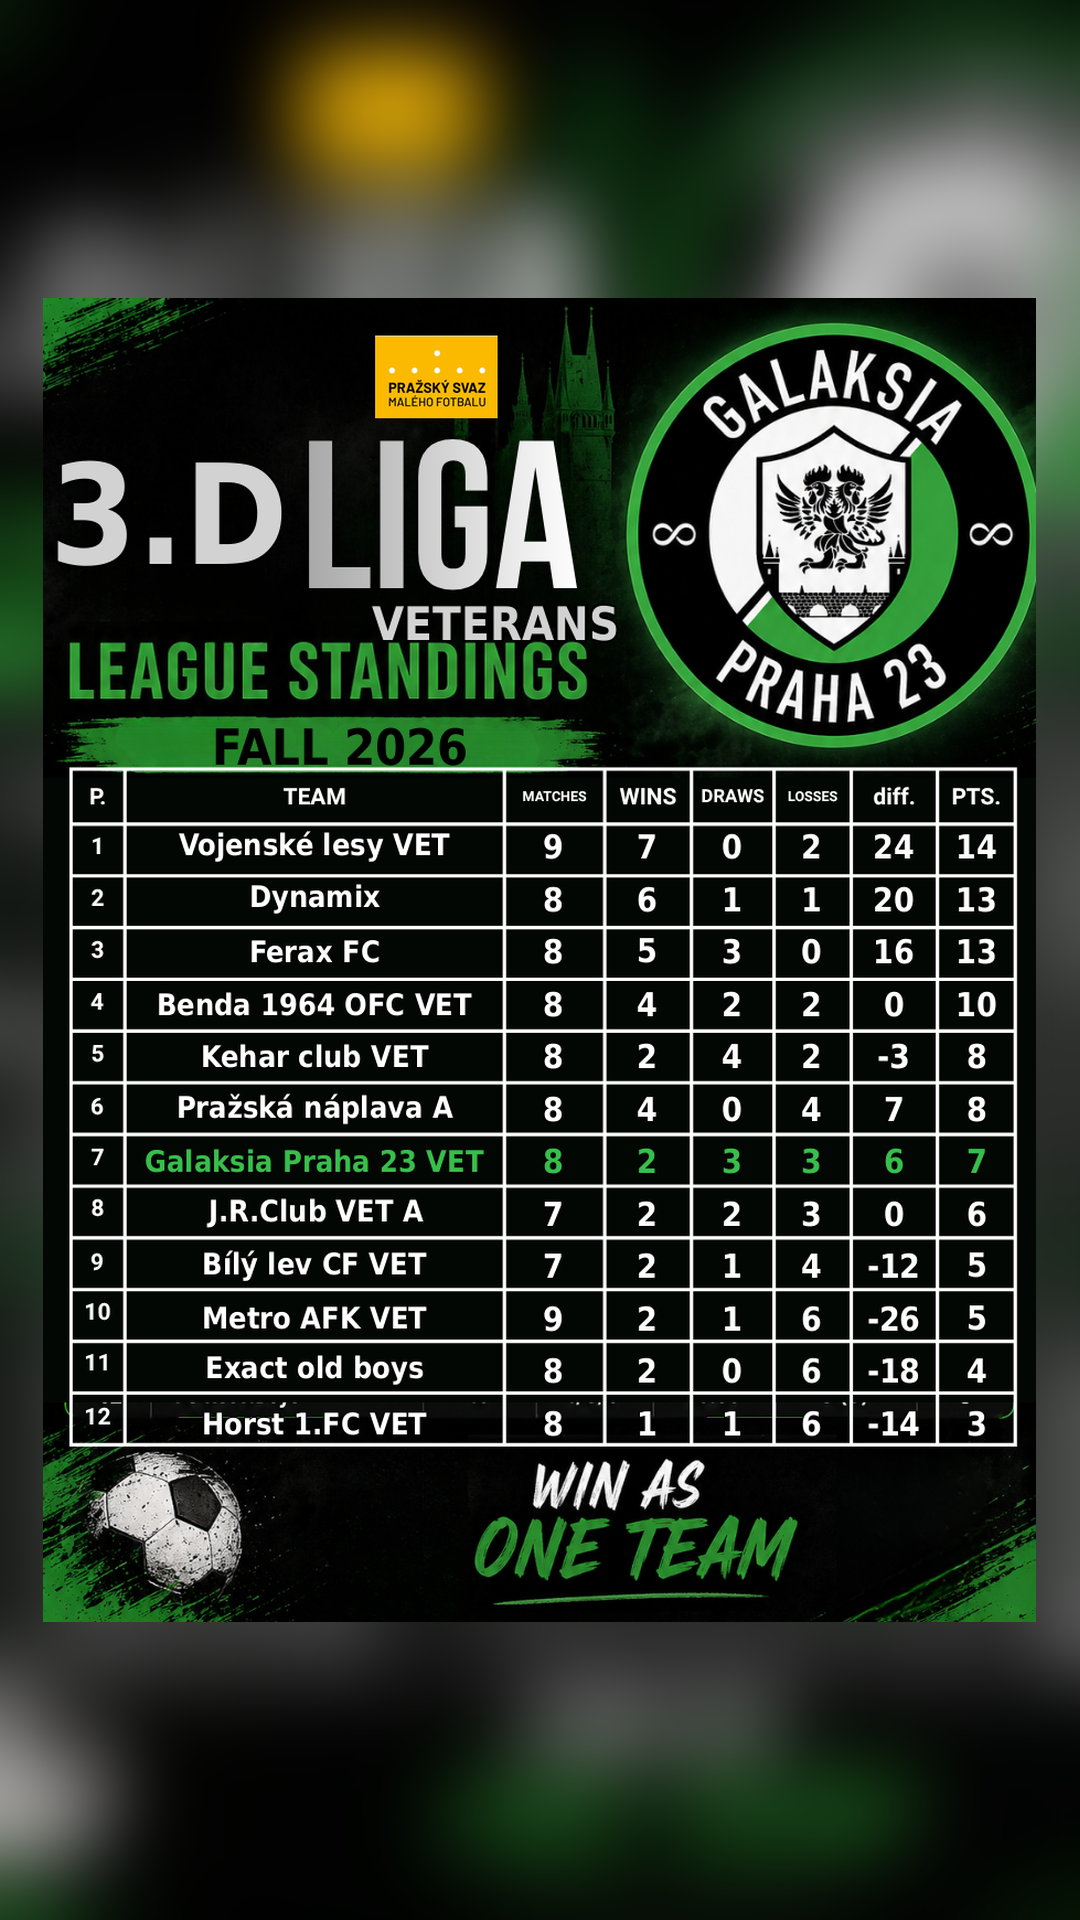 PRAŽSKÝ SVAZ
MALÉHO FOTBALU
3.D LIGA
VETERANS
LEAGUE STANDINGS
FALL 2026
GALAKSIA
∞ ∞
PRAHA 23
P. TEAM MATCHES WINS DRAWS LOSSES diff. PTS.
1 Vojenské lesy VET 9 7 0 2 24 14
2 Dynamix 8 6 1 1 20 13
3 Ferax FC 8 5 3 0 16 13
4 Benda 1964 OFC VET 8 4 2 2 0 10
5 Kehar club VET 8 2 4 2 -3 8
6 Pražská náplava A 8 4 0 4 7 8
7 Galaksia Praha 23 VET 8 2 3 3 6 7
8 J.R.Club VET A 7 2 2 3 0 6
9 Bílý lev CF VET 7 2 1 4 -12 5
10 Metro AFK VET 9 2 1 6 -26 5
11 Exact old boys 8 2 0 6 -18 4
12 Horst 1.FC VET 8 1 1 6 -14 3
WIN AS
ONE TEAM